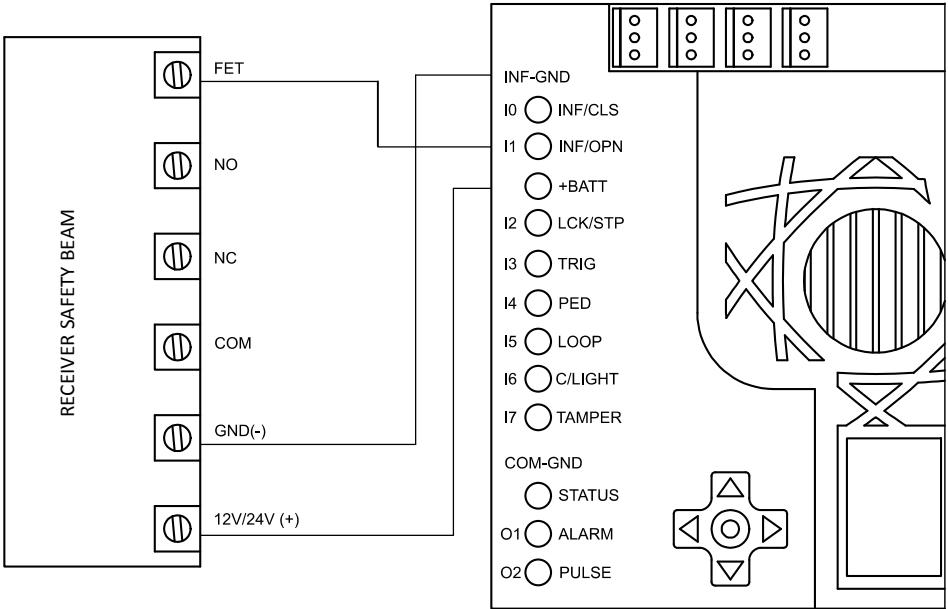 RECEIVER SAFETY BEAM
FET
NO
NC
COM
GND(-)
12V/24V (+)
INF-GND
I0 INF/CLS
I1 INF/OPN
+BATT
I2 LCK/STP
I3 TRIG
I4 PED
I5 LOOP
I6 C/LIGHT
I7 TAMPER
COM-GND
STATUS
O1 ALARM
O2 PULSE